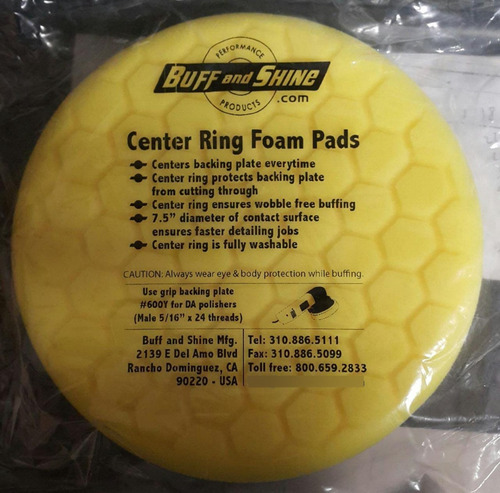 PERFORMANCE
BUFF and SHINE
PRODUCTS
.com
Center Ring Foam Pads
Centers backing plate everytime
Center ring protects backing plate
from cutting through
Center ring ensures wobble free buffing
7.5" diameter of contact surface
ensures faster detailing jobs
Center ring is fully washable
CAUTION: Always wear eye & body protection while buffing.
Use grip backing plate
#600Y for DA polishers
(Male 5/16" x 24 threads)
Buff and Shine Mfg.
2139 E Del Amo Blvd
Rancho Dominguez, CA
90220 - USA
Tel: 310.886.5111
Fax: 310.886.5099
Toll free: 800.659.2833